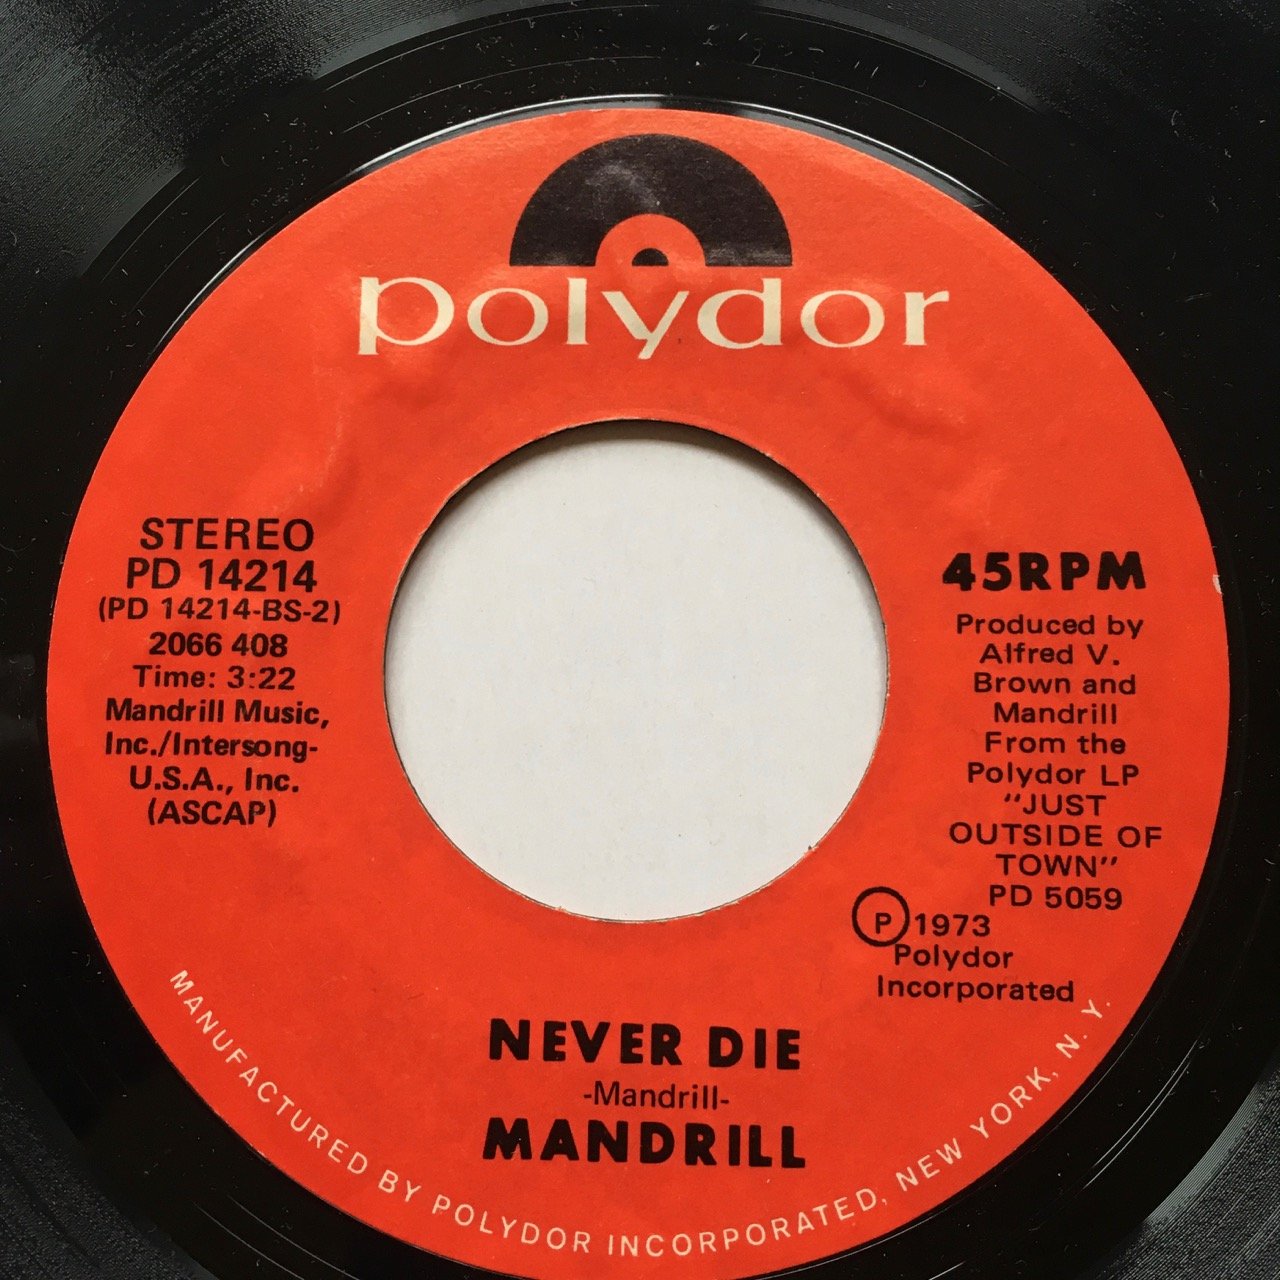 polydor
STEREO
PD 14214
(PD 14214-BS-2)
2066 408
Time: 3:22
Mandrill Music,
Inc./Intersong-
U.S.A., Inc.
(ASCAP)
45RPM
Produced by
Alfred V.
Brown and
Mandrill
From the
Polydor LP
"JUST
OUTSIDE OF
TOWN"
PD 5059
Ⓟ1973
Polydor
Incorporated
NEVER DIE
-Mandrill-
MANDRILL
MANUFACTURED BY POLYDOR INCORPORATED, NEW YORK, N. Y.